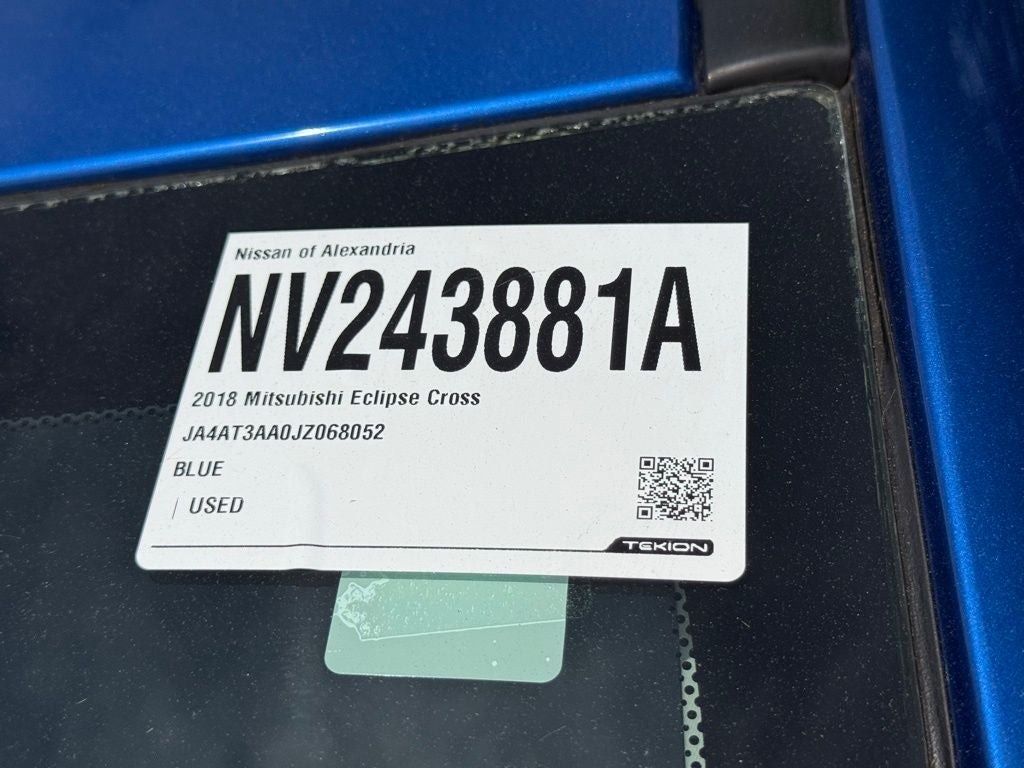 Nissan of Alexandria
NV243881A
2018 Mitsubishi Eclipse Cross
JA4AT3AA0JZ068052
BLUE
| USED
TEKION